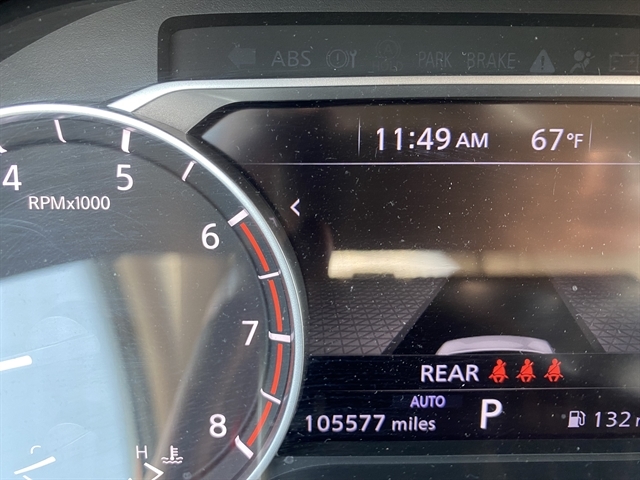 ABS PARK BRAKE
11:49 AM 67°F
4 5
RPMx1000
<
6
7
REAR
AUTO
8 105577 miles P 132
C H